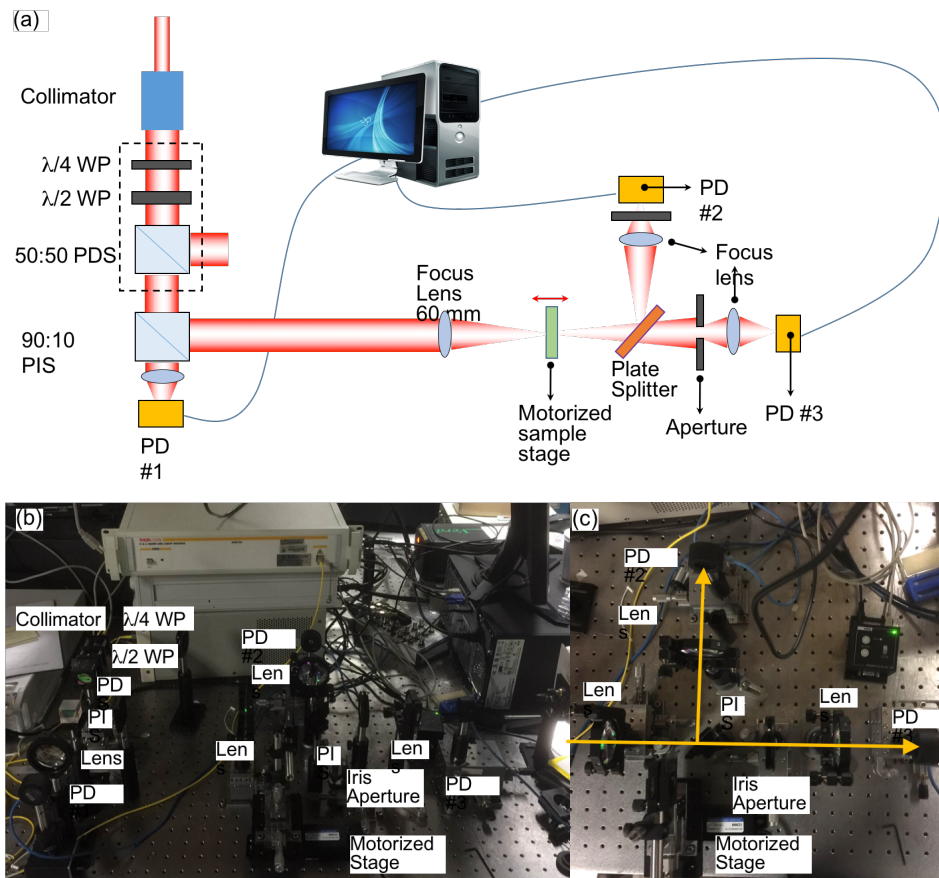 (a)
Collimator
λ/4 WP
λ/2 WP
50:50 PDS
90:10
PIS
PD
#1
Focus
Lens
60 mm
Motorized
sample
stage
PD
#2
Focus
lens
Plate
Splitter
Aperture
PD #3
(b)
Collimator
λ/4 WP
λ/2 WP
PD
S
PI
S
Lens
PD
PD
#2
Len
s
Len
s
PI
S
Iris
Aperture
Len
s
PD
#3
Motorized
Stage
(c)
PD
#2
Len
s
Len
s
PI
S
Len
s
PD
#3
Iris
Aperture
Motorized
Stage